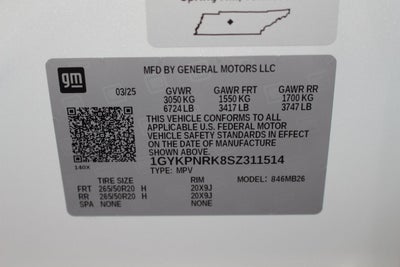 gm
MFD BY GENERAL MOTORS LLC
03/25 GVWR GAWR FRT GAWR RR
3050 KG 1550 KG 1700 KG
6724 LB 3417 LB 3747 LB
THIS VEHICLE CONFORMS TO ALL
APPLICABLE U.S. FEDERAL MOTOR
VEHICLE SAFETY STANDARDS IN EFFECT
ON THE DATE OF MANUFACTURE SHOWN ABOVE.
1GYKPNRK8SZ311514
140X TYPE: MPV MODEL: 846MB26
TIRE SIZE RIM
FRT 265/50R20 H 20X9J
RR 265/50R20 H 20X9J
SPA NONE NONE